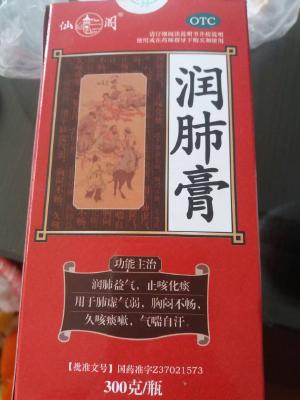 仙润
OTC
请仔细阅读说明书并按说明
使用或在药师指导下购买和使用
润肺膏
功能主治
润肺益气、止咳化痰
用于肺虚气弱，胸闷不畅，
久咳痰嗽，气喘自汗。
【批准文号】国药准字Z37021573
300克/瓶